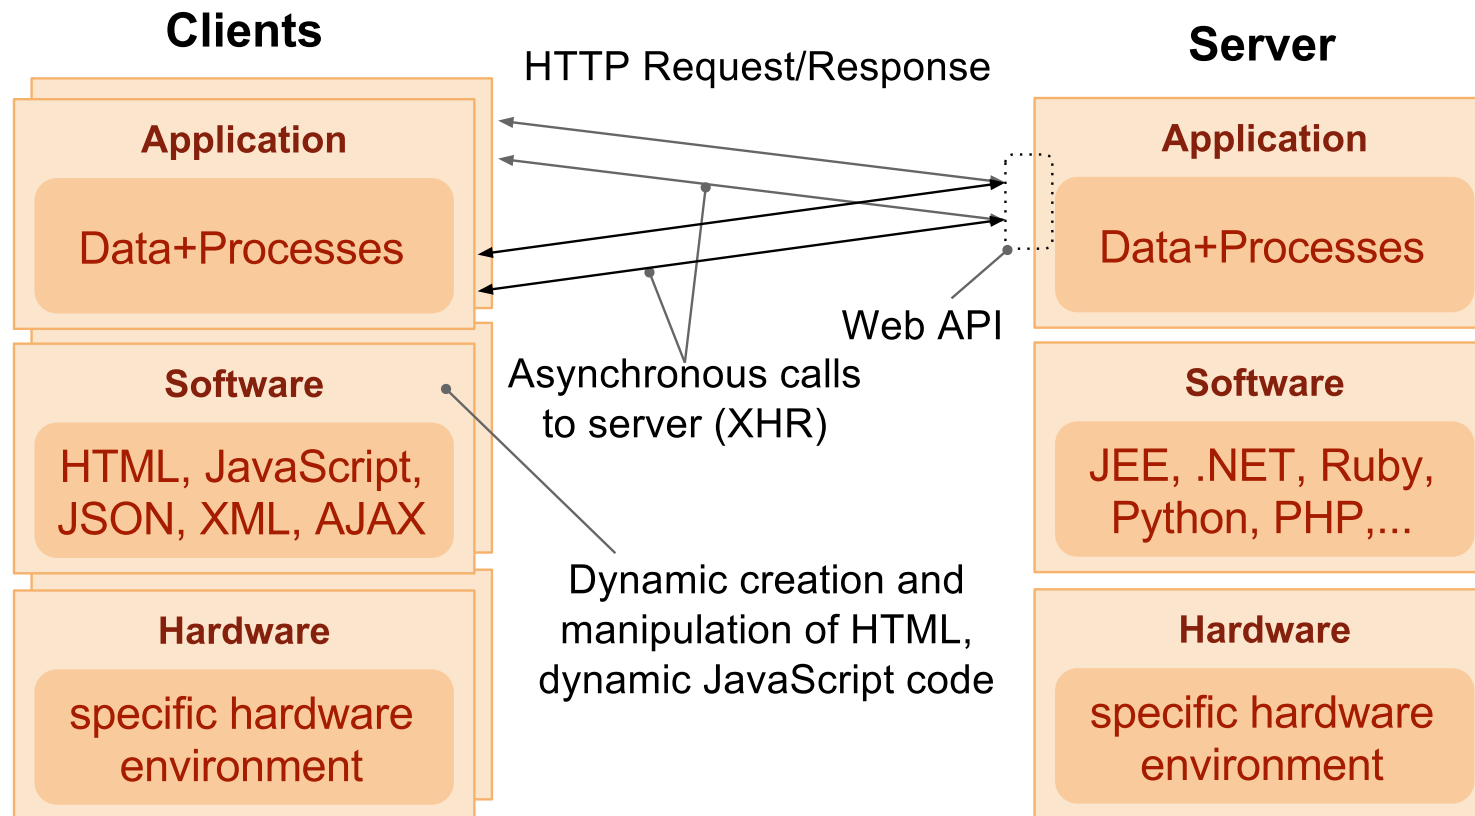 Clients
Application
Data+Processes
Software
HTML, JavaScript,
JSON, XML, AJAX
Hardware
specific hardware
environment
HTTP Request/Response
Web API
Asynchronous calls
to server (XHR)
Dynamic creation and
manipulation of HTML,
dynamic JavaScript code
Server
Application
Data+Processes
Software
JEE, .NET, Ruby,
Python, PHP,...
Hardware
specific hardware
environment